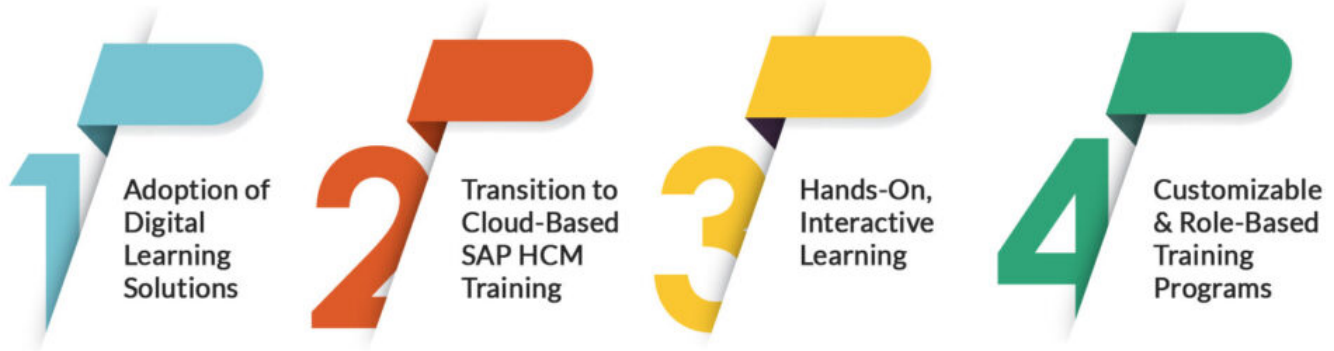 1
Adoption of
Digital
Learning
Solutions
2
Transition to
Cloud-Based
SAP HCM
Training
3
Hands-On,
Interactive
Learning
4
Customizable
& Role-Based
Training
Programs